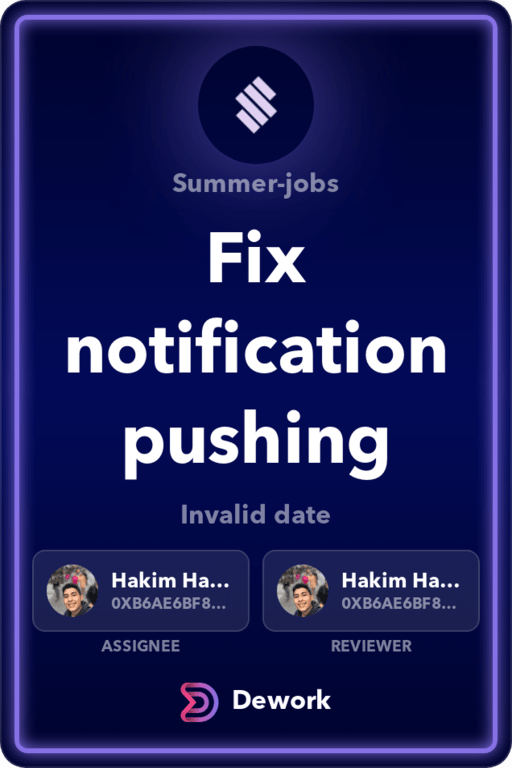 Summer-jobs
Fix
notification
pushing
Invalid date
Hakim Ha...
0XB6AE6BF8...
ASSIGNEE
Hakim Ha...
0XB6AE6BF8...
REVIEWER
Dework